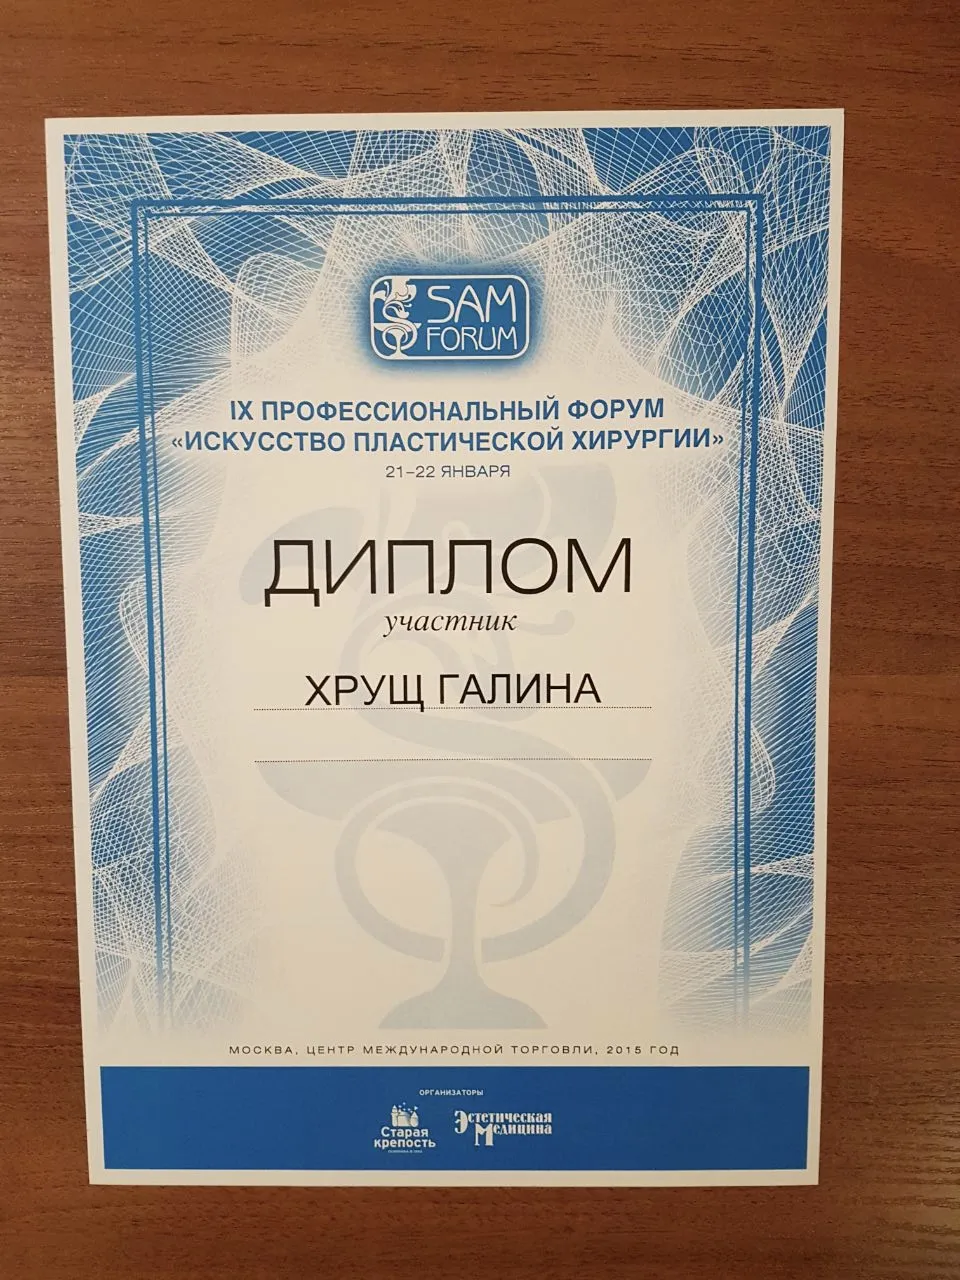 SAM
FORUM
IX ПРОФЕССИОНАЛЬНЫЙ ФОРУМ
«ИСКУССТВО ПЛАСТИЧЕСКОЙ ХИРУРГИИ»
21–22 ЯНВАРЯ
ДИПЛОМ
участник
ХРУЩ ГАЛИНА
МОСКВА, ЦЕНТР МЕЖДУНАРОДНОЙ ТОРГОВЛИ, 2015 ГОД
ОРГАНИЗАТОРЫ
Старая
крепость
Эстетическая
Медицина